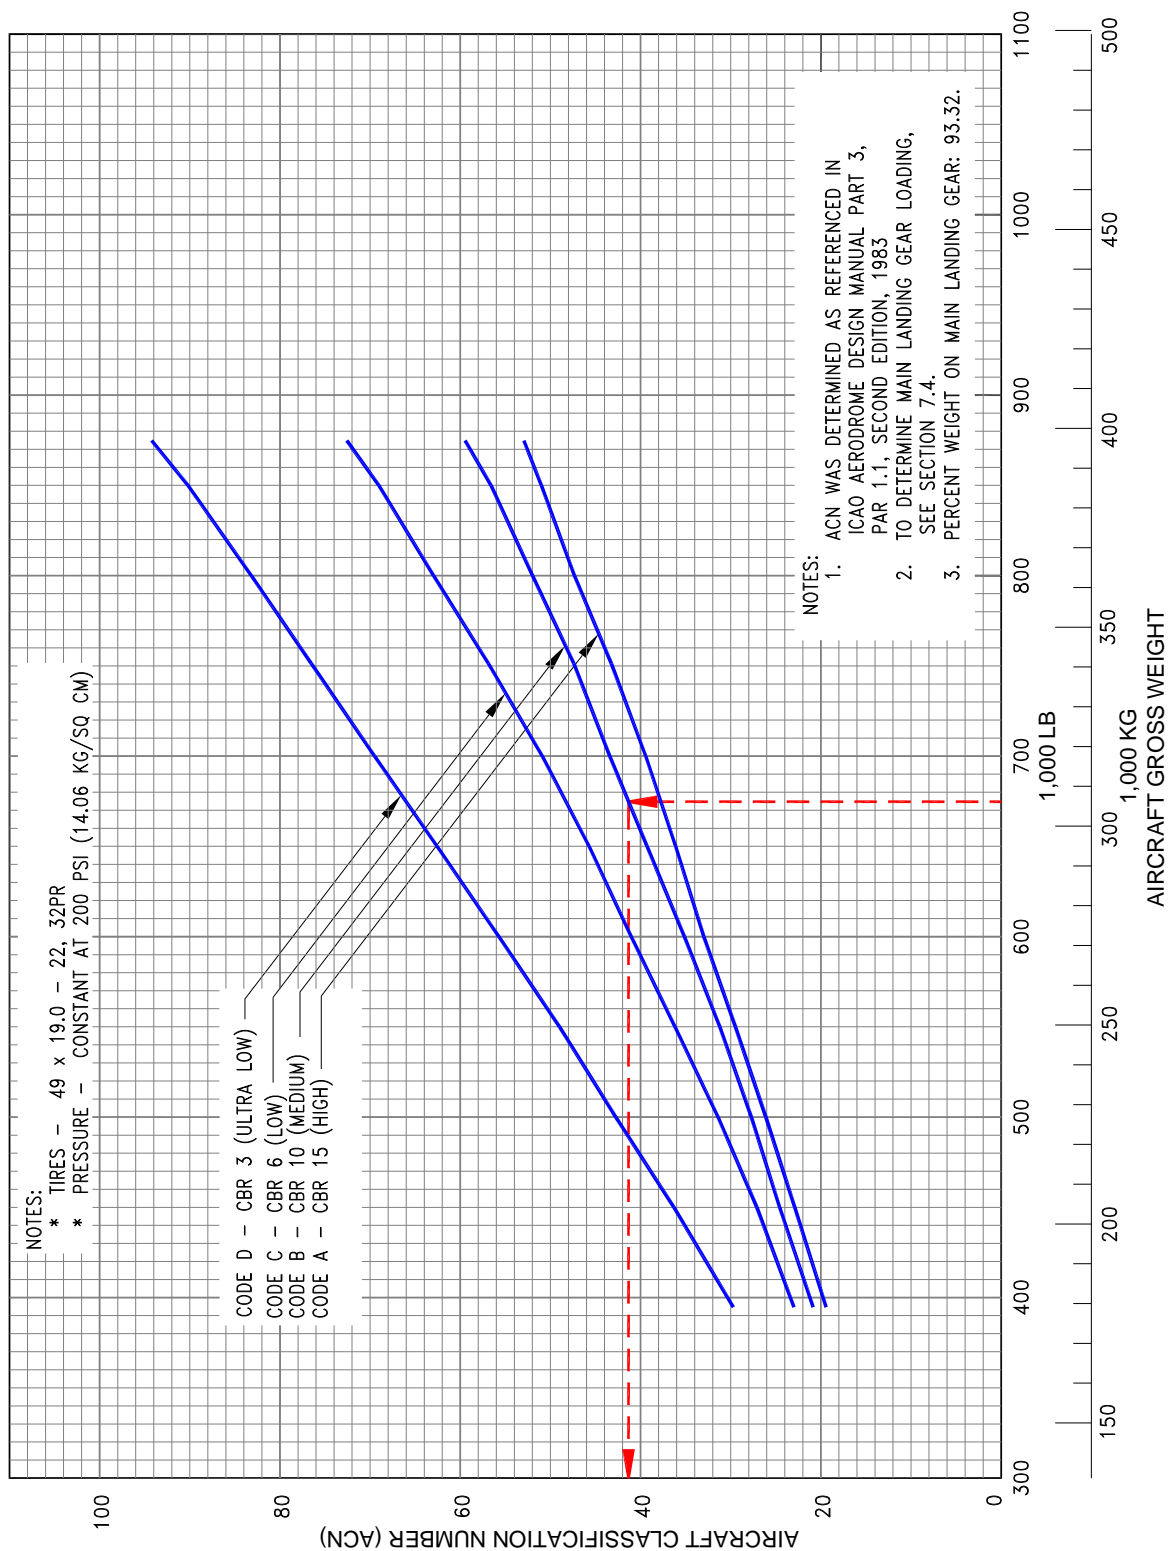 NOTES:
* TIRES – 49 x 19.0 – 22, 32PR
* PRESSURE – CONSTANT AT 200 PSI (14.06 KG/SQ CM)
CODE D – CBR 3 (ULTRA LOW)
CODE C – CBR 6 (LOW)
CODE B – CBR 10 (MEDIUM)
CODE A – CBR 15 (HIGH)
AIRCRAFT CLASSIFICATION NUMBER (ACN)
100
80
60
40
20
0
NOTES:
1. ACN WAS DETERMINED AS REFERENCED IN
ICAO AERODROME DESIGN MANUAL PART 3,
PAR 1.1, SECOND EDITION, 1983
2. TO DETERMINE MAIN LANDING GEAR LOADING,
SEE SECTION 7.4.
3. PERCENT WEIGHT ON MAIN LANDING GEAR: 93.32.
300 400 500 600 700 800 900 1000 1100
1,000 LB
150 200 250 300 350 400 450 500
1,000 KG
AIRCRAFT GROSS WEIGHT